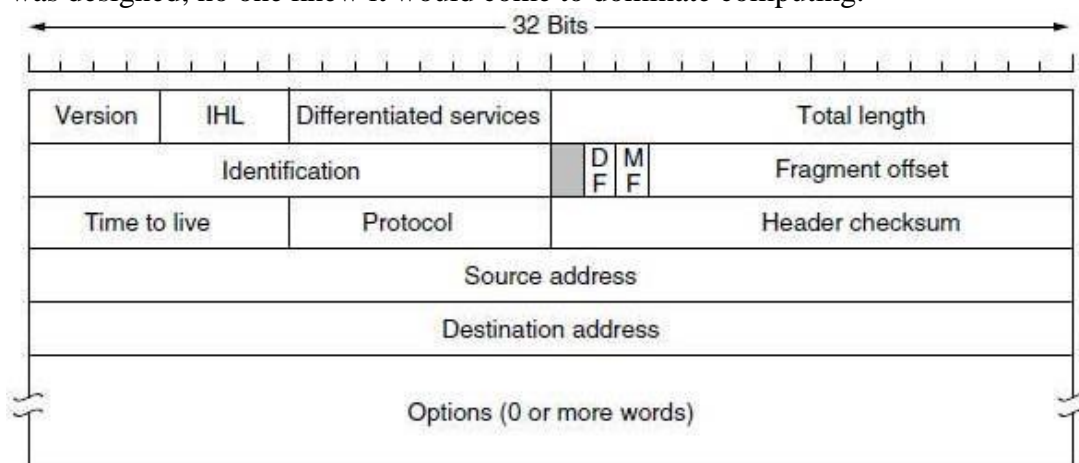 was designed, no one knew it would come to dominate computing.
32 Bits
Version IHL Differentiated services Total length
Identification D F M F Fragment offset
Time to live Protocol Header checksum
Source address
Destination address
Options (0 or more words)